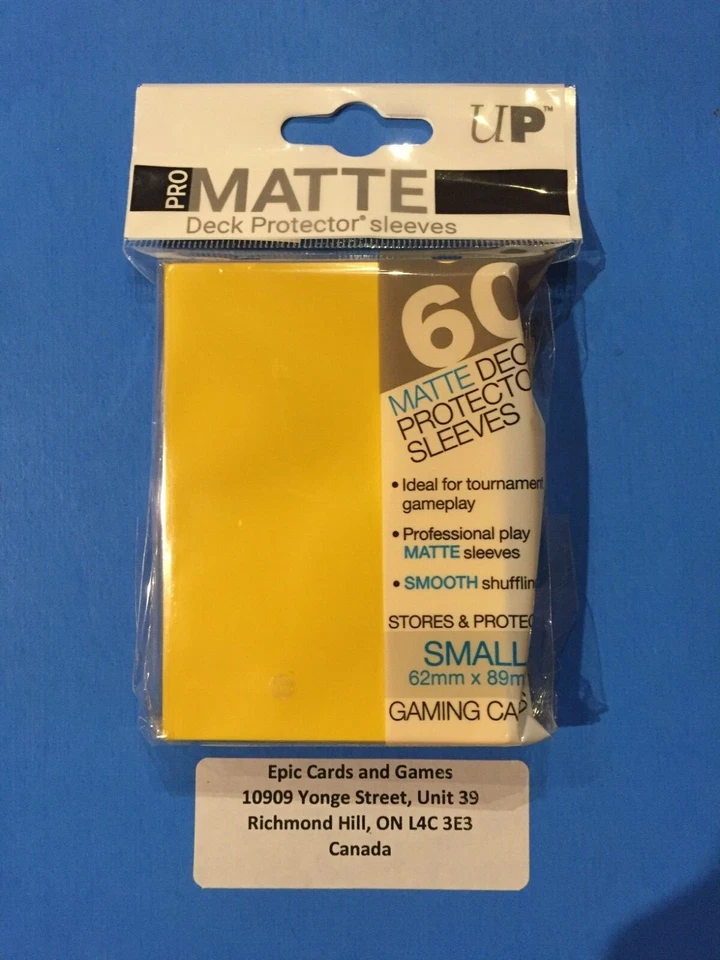 UP™
PRO MATTE
Deck Protector® sleeves
60
MATTE DEC
PROTECTO
SLEEVES
• Ideal for tournament
gameplay
• Professional play
MATTE sleeves
• SMOOTH shufflin
STORES & PROTEC
SMALL
62mm x 89m
GAMING CA
Epic Cards and Games
10909 Yonge Street, Unit 39
Richmond Hill, ON L4C 3E3
Canada